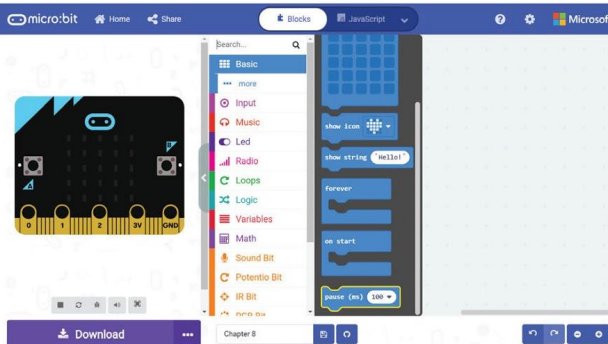 micro:bit Home Share Blocks JavaScript Microsof
Search...
Basic
more
Input
Music
Led
Radio
Loops
Logic
Variables
Math
Sound Bit
Potentio Bit
IR Bit
show icon
show string "Hello!"
forever
on start
pause (ms) 100
A
B
0 1 2 3V GND
Download
Chapter 8